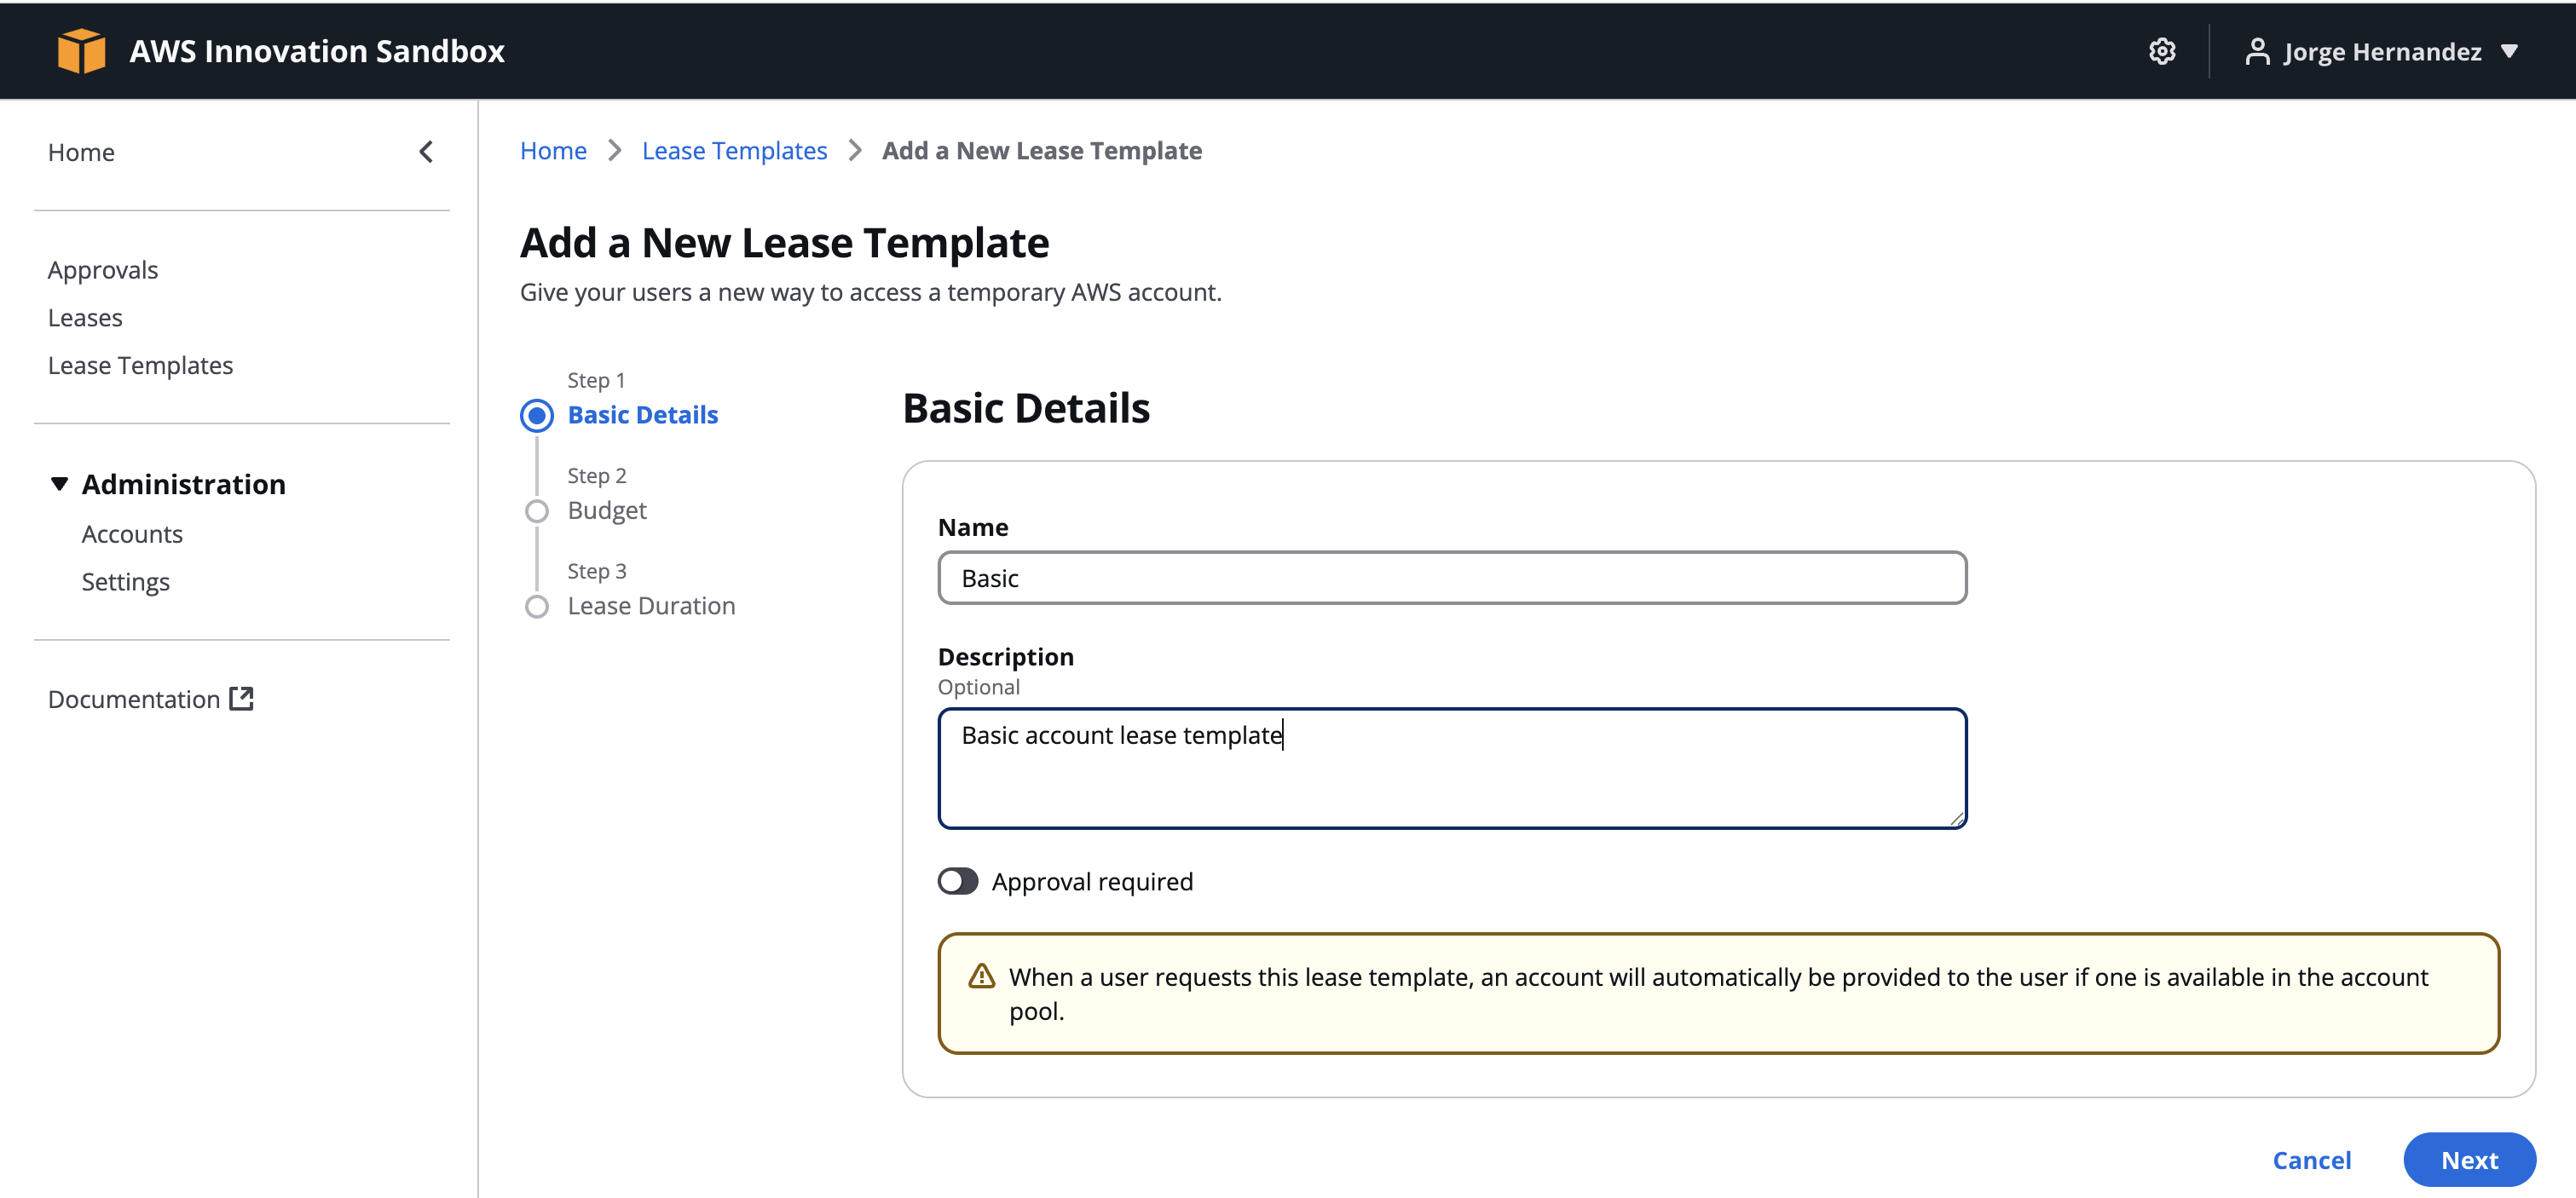 AWS Innovation Sandbox
Jorge Hernandez
Home
Approvals
Leases
Lease Templates
Administration
Accounts
Settings
Documentation
Home > Lease Templates > Add a New Lease Template
Add a New Lease Template
Give your users a new way to access a temporary AWS account.
Step 1
Basic Details
Step 2
Budget
Step 3
Lease Duration
Basic Details
Name
Basic
Description
Optional
Basic account lease template
Approval required
When a user requests this lease template, an account will automatically be provided to the user if one is available in the account
pool.
Cancel
Next